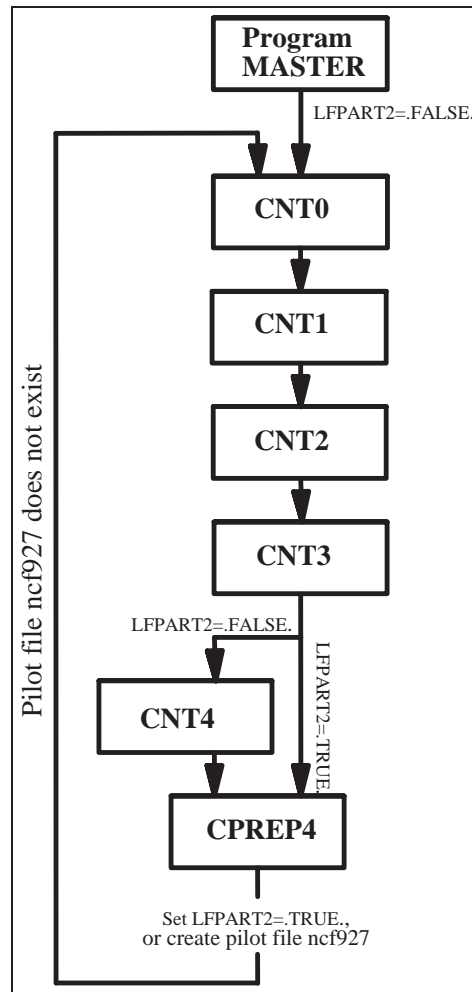 Program
MASTER
LFPART2=.FALSE.
CNT0
CNT1
CNT2
CNT3
LFPART2=.FALSE.
LFPART2=.TRUE.
CNT4
CPREP4
Set LFPART2=.TRUE.,
or create pilot file ncf927
Pilot file ncf927 does not exist